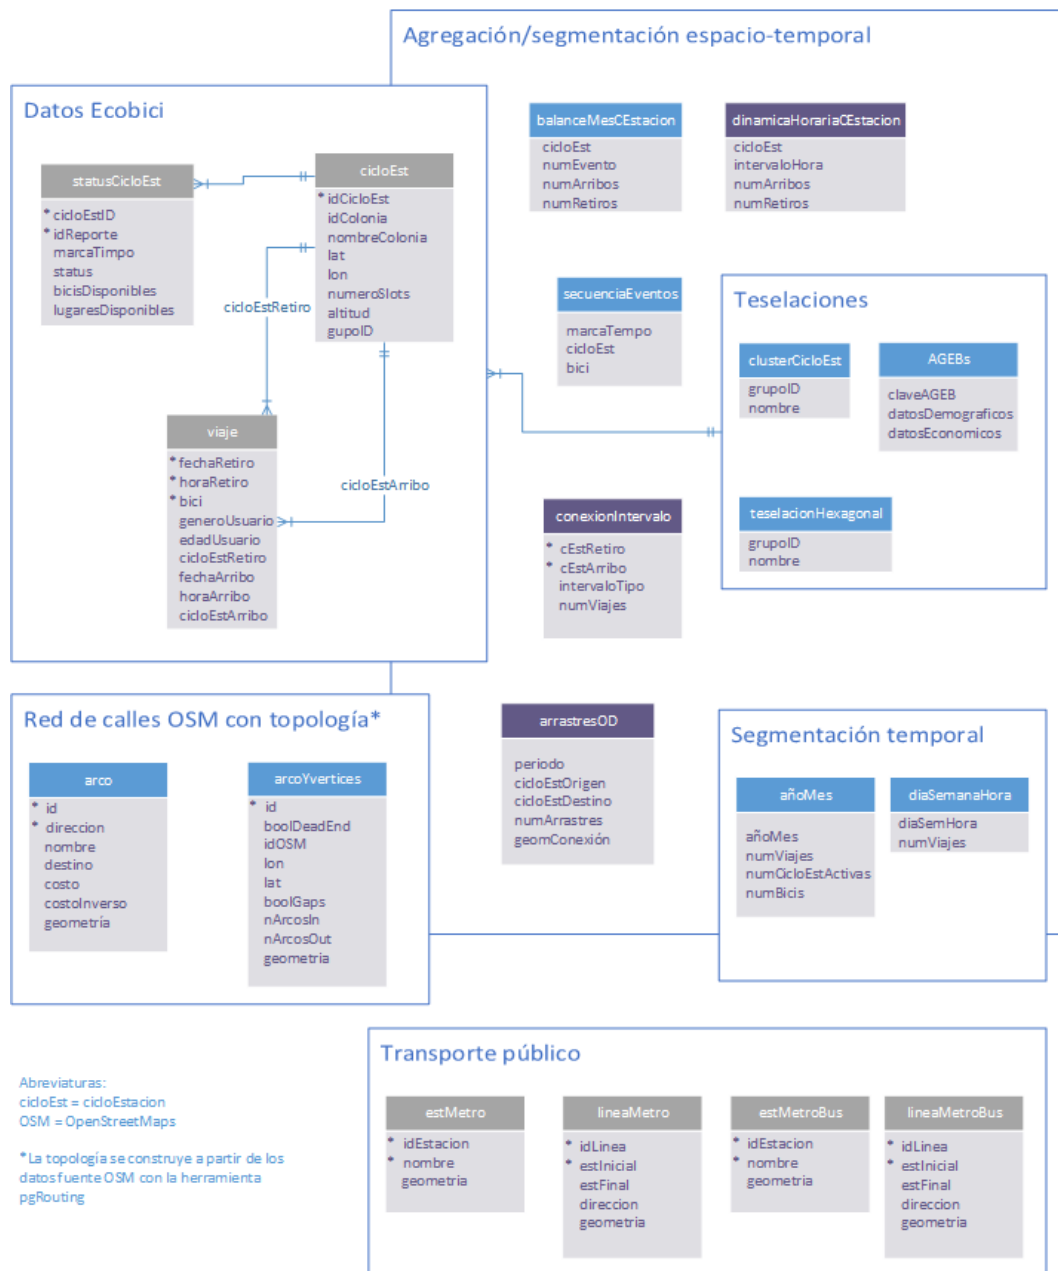 Agregación/segmentación espacio-temporal
Datos Ecobici
statusCicloEst
* cicloEstID
* idReporte
marcaTimpo
status
bicisDisponibles
lugaresDisponibles
cicloEst
* idCicloEst
idColonia
nombreColonia
lat
lon
numeroSlots
altitud
gupoID
cicloEstRetiro
cicloEstArribo
viaje
* fechaRetiro
* horaRetiro
* bici
generoUsuario
edadUsuario
cicloEstRetiro
fechaArribo
horaArribo
cicloEstArribo
balanceMesCEstacion
cicloEst
numEvento
numArribos
numRetiros
dinamicaHorariaCEstacion
cicloEst
intervaloHora
numArribos
numRetiros
secuenciaEventos
marcaTempo
cicloEst
bici
Teselaciones
clusterCicloEst
grupoID
nombre
AGEBs
claveAGEB
datosDemograficos
datosEconomicos
teselacionHexagonal
grupoID
nombre
conexionIntervalo
* cEstRetiro
* cEstArribo
intervaloTipo
numViajes
Red de calles OSM con topología*
arco
* id
* direccion
nombre
destino
costo
costoInverso
geometría
arcoYvertices
* id
boolDeadEnd
idOSM
lon
lat
boolGaps
nArcosIn
nArcosOut
geometria
arrastresOD
periodo
cicloEstOrigen
cicloEstDestino
numArrastres
geomConexión
Segmentación temporal
añoMes
añoMes
numViajes
numCicloEstActivas
numBicis
diaSemanaHora
diaSemHora
numViajes
Transporte público
estMetro
* idEstacion
* nombre
geometria
lineaMetro
* idLinea
* estInicial
estFinal
direccion
geometria
estMetroBus
* idEstacion
* nombre
geometria
lineaMetroBus
* idLinea
* estInicial
estFinal
direccion
geometria
Abreviaturas:
cicloEst = cicloEstacion
OSM = OpenStreetMaps
*La topología se construye a partir de los
datos fuente OSM con la herramienta
pgRouting